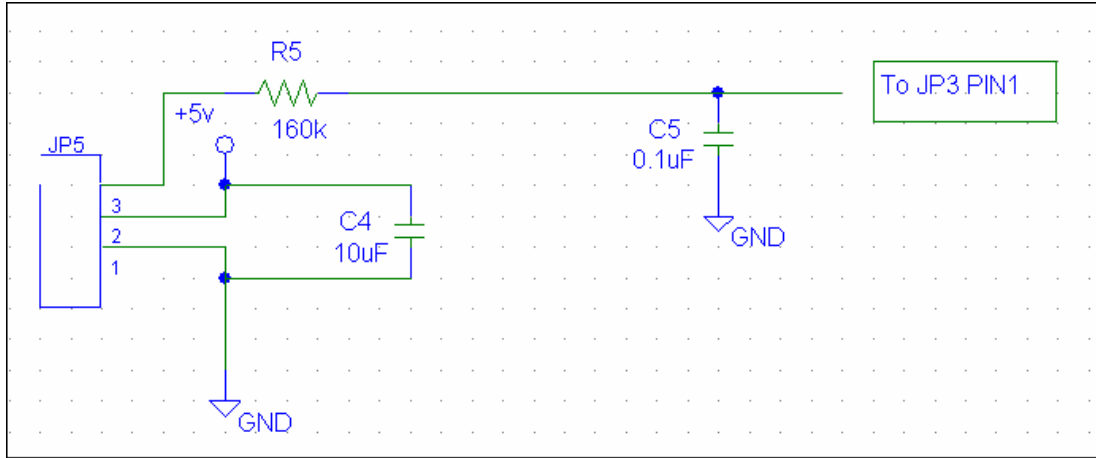 R5
To JP3 PIN1
+5v
160k
C5
0.1uF
JP5
3
C4
10uF
2
1
GND
GND